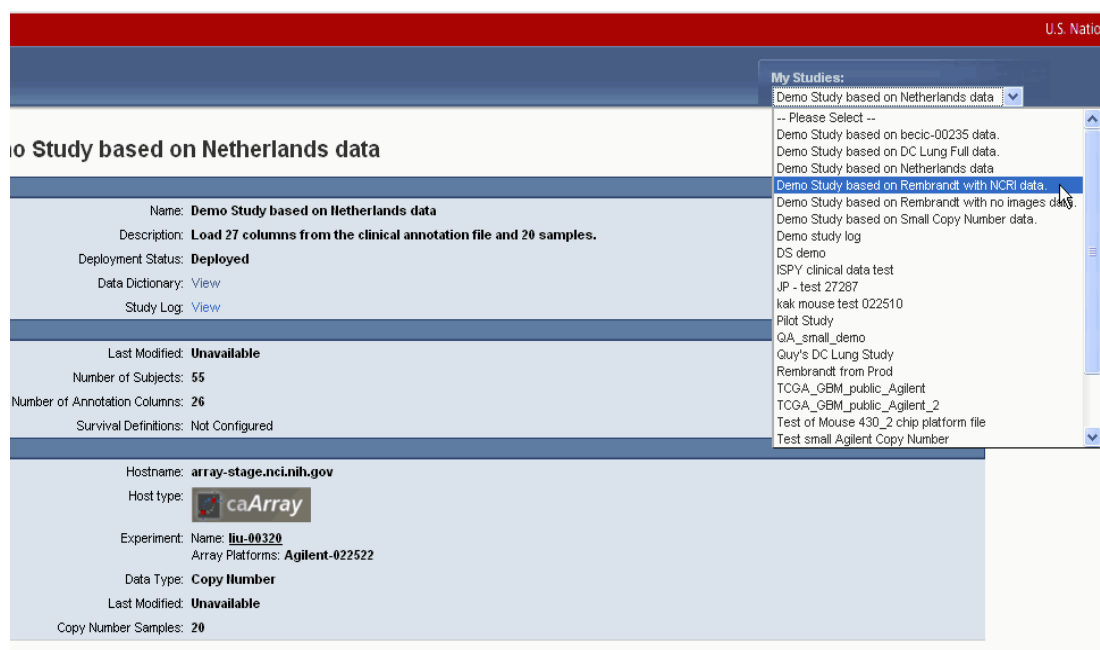 U.S. Natio
My Studies:
Demo Study based on Netherlands data
-- Please Select --
Demo Study based on becic-00235 data.
Demo Study based on DC Lung Full data.
Demo Study based on Netherlands data
Demo Study based on Rembrandt with NCRI data.
Demo Study based on Rembrandt with no images data.
Demo Study based on Small Copy Number data.
Demo study log
DS demo
ISPY clinical data test
JP - test 27287
kak mouse test 022510
Pilot Study
QA_small_demo
Quy's DC Lung Study
Rembrandt from Prod
TCGA_GBM_public_Agilent
TCGA_GBM_public_Agilent_2
Test of Mouse 430_2 chip platform file
Test small Agilent Copy Number
o Study based on Netherlands data
Name: Demo Study based on Netherlands data
Description: Load 27 columns from the clinical annotation file and 20 samples.
Deployment Status: Deployed
Data Dictionary: View
Study Log: View
Last Modified: Unavailable
Number of Subjects: 55
Number of Annotation Columns: 26
Survival Definitions: Not Configured
Hostname: array-stage.nci.nih.gov
Host type: caArray
Experiment: Name: liu-00320
Array Platforms: Agilent-022522
Data Type: Copy Number
Last Modified: Unavailable
Copy Number Samples: 20